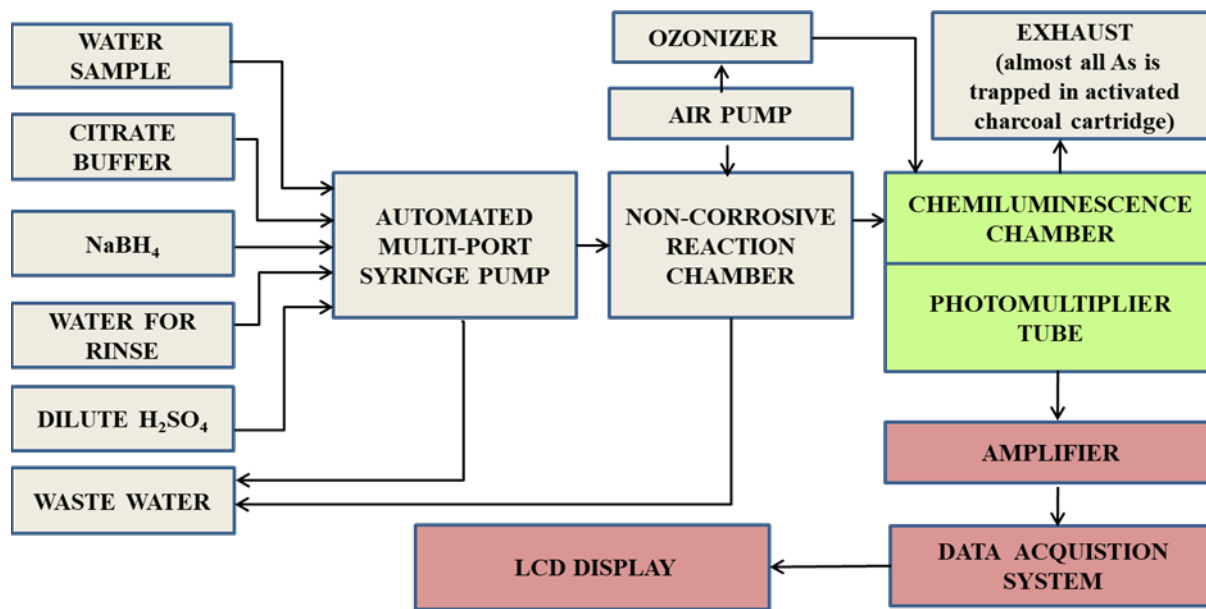 WATER
SAMPLE
CITRATE
BUFFER
NaBH₄
WATER FOR
RINSE
DILUTE H₂SO₄
WASTE WATER
AUTOMATED
MULTI-PORT
SYRINGE PUMP
OZONIZER
AIR PUMP
NON-CORROSIVE
REACTION
CHAMBER
EXHAUST
(almost all As is
trapped in activated
charcoal cartridge)
CHEMILUMINESCENCE
CHAMBER
PHOTOMULTIPLIER
TUBE
AMPLIFIER
DATA ACQUISTION
SYSTEM
LCD DISPLAY